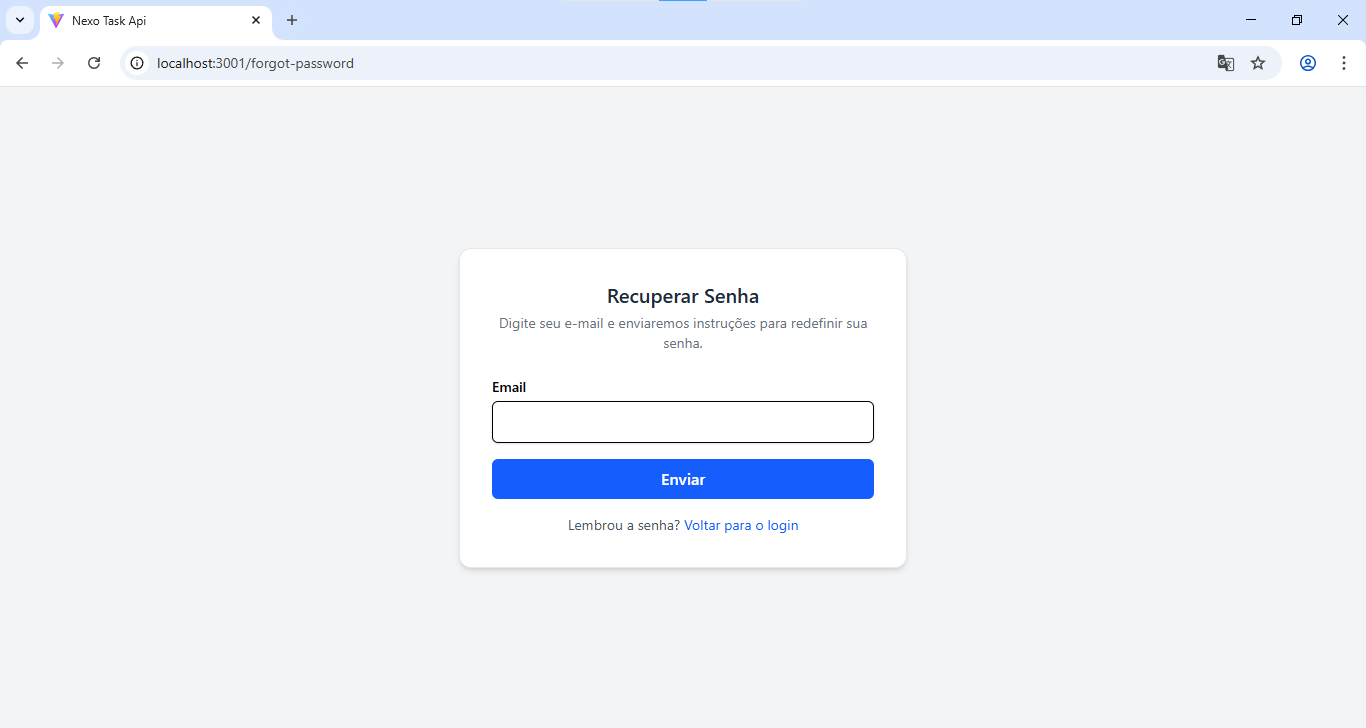 Nexo Task Api
localhost:3001/forgot-password
Recuperar Senha
Digite seu e-mail e enviaremos instruções para redefinir sua
senha.
Email
Enviar
Lembrou a senha? Voltar para o login